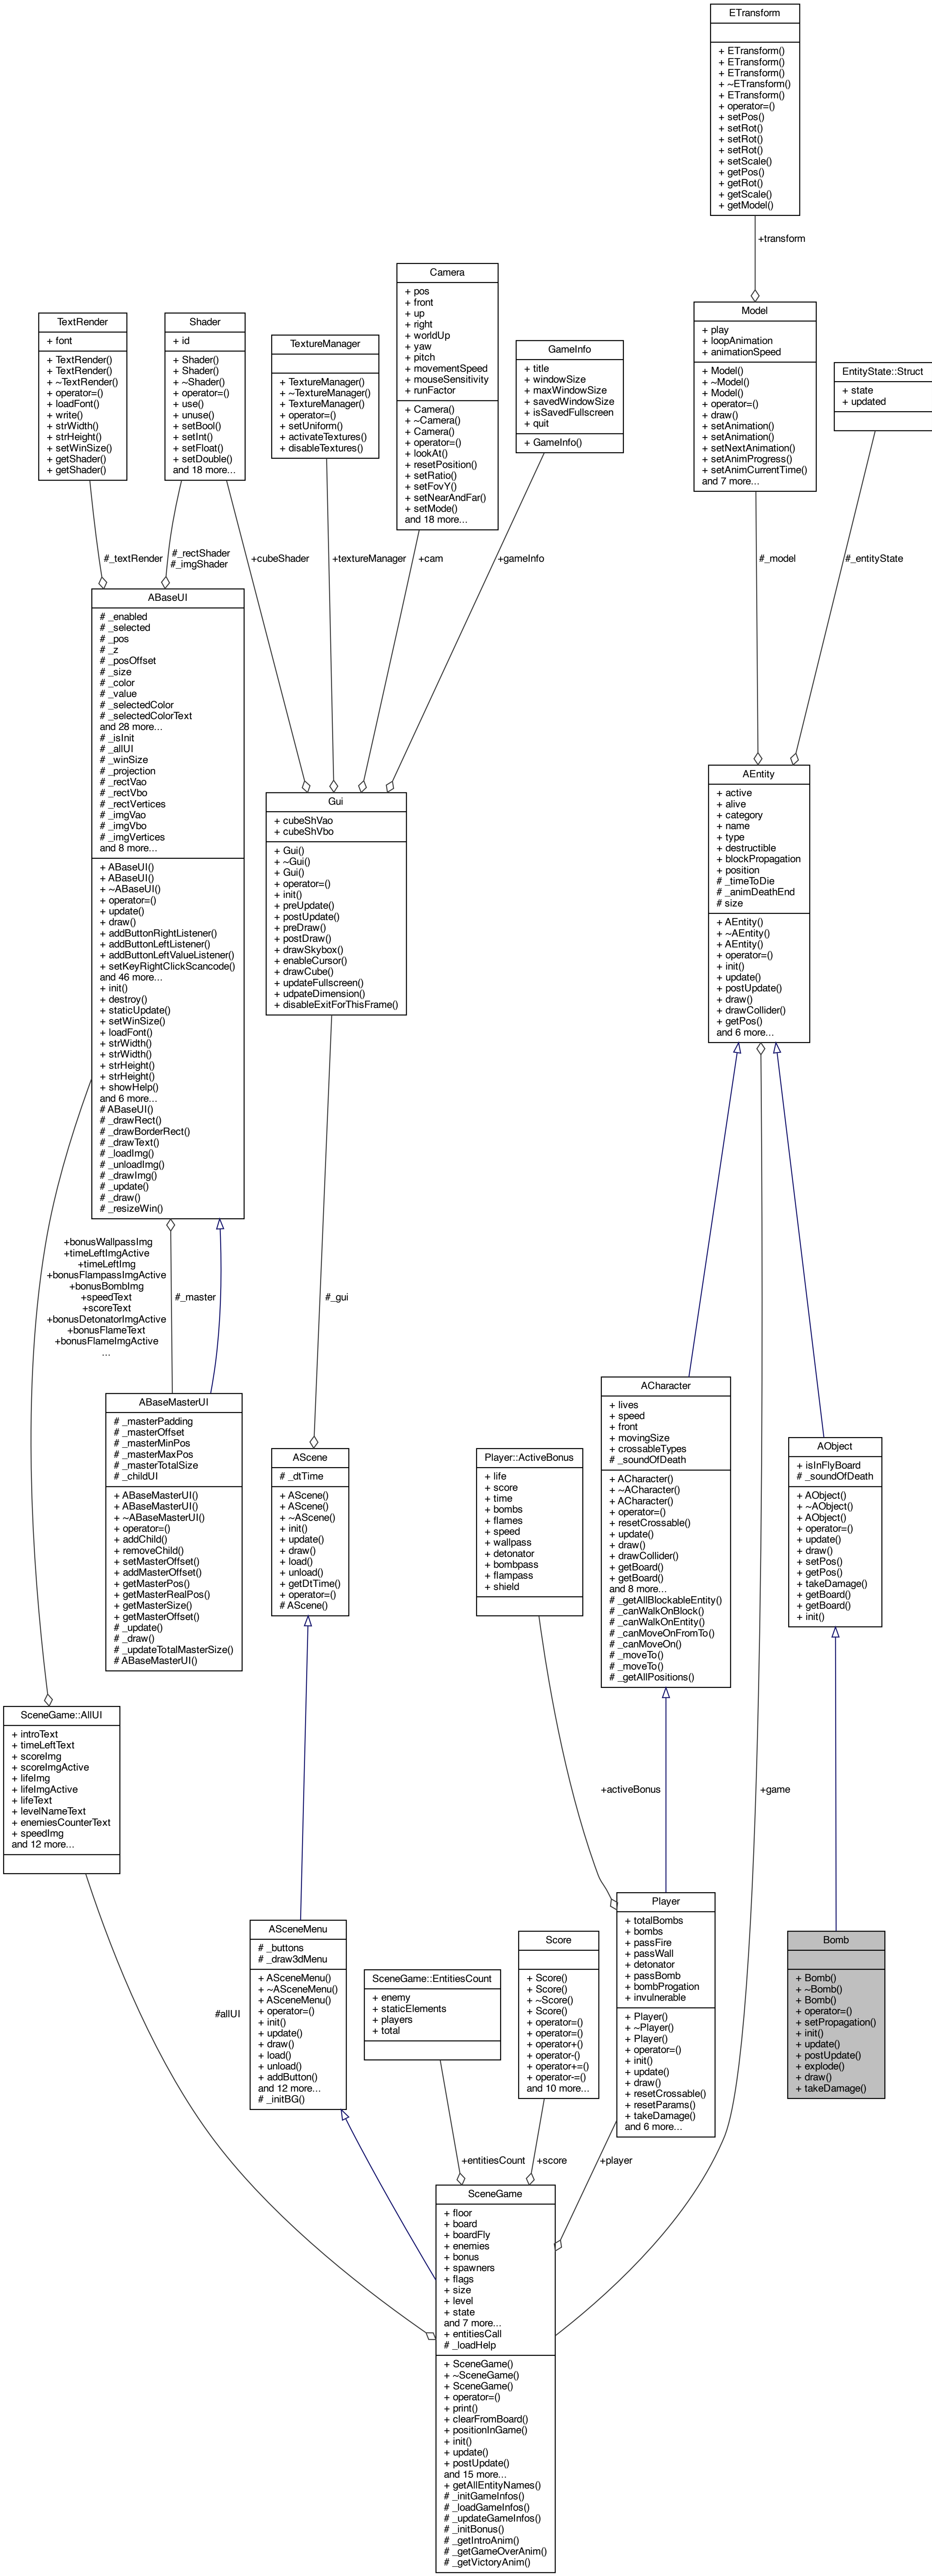 ETransform
+ ETransform()
+ ETransform()
+ ETransform()
+ ~ETransform()
+ ETransform()
+ operator=()
+ setPos()
+ setRot()
+ setRot()
+ setRot()
+ setScale()
+ getPos()
+ getRot()
+ getScale()
+ getModel()
+transform
Camera
+ pos
+ front
+ up
+ right
+ worldUp
+ yaw
+ pitch
+ movementSpeed
+ mouseSensitivity
+ runFactor
+ Camera()
+ ~Camera()
+ Camera()
+ operator=()
+ lookAt()
+ resetPosition()
+ setRatio()
+ setFovY()
+ setNearAndFar()
+ setMode()
and 18 more...
Model
+ play
+ loopAnimation
+ animationSpeed
+ Model()
+ ~Model()
+ Model()
+ operator=()
+ draw()
+ setAnimation()
+ setAnimation()
+ setNextAnimation()
+ setAnimProgress()
+ setAnimCurrentTime()
and 7 more...
TextRender
+ font
+ TextRender()
+ TextRender()
+ ~TextRender()
+ operator=()
+ loadFont()
+ write()
+ strWidth()
+ strHeight()
+ setWinSize()
+ getShader()
+ getShader()
Shader
+ id
+ Shader()
+ Shader()
+ ~Shader()
+ operator=()
+ use()
+ unuse()
+ setBool()
+ setInt()
+ setFloat()
+ setDouble()
and 18 more...
TextureManager
+ TextureManager()
+ ~TextureManager()
+ TextureManager()
+ operator=()
+ setUniform()
+ activateTextures()
+ disableTextures()
GameInfo
+ title
+ windowSize
+ maxWindowSize
+ savedWindowSize
+ isSavedFullscreen
+ quit
+ GameInfo()
EntityState::Struct
+ state
+ updated
#_textRender
#_rectShader
#_imgShader
+cubeShader
+textureManager
+cam
+gameInfo
#_model
#_entityState
ABaseUI
# _enabled
# _selected
# _pos
# _z
# _posOffset
# _size
# _color
# _value
# _selectedColor
# _selectedColorText
and 28 more...
# _isInit
# _allUI
# _winSize
# _projection
# _rectVao
# _rectVbo
# _rectVertices
# _imgVao
# _imgVbo
# _imgVertices
and 8 more...
+ ABaseUI()
+ ABaseUI()
+ ~ABaseUI()
+ operator=()
+ update()
+ draw()
+ addButtonRightListener()
+ addButtonLeftListener()
+ addButtonLeftValueListener()
+ setKeyRightClickScancode()
and 46 more...
+ init()
+ destroy()
+ staticUpdate()
+ setWinSize()
+ loadFont()
+ strWidth()
+ strWidth()
+ strHeight()
+ strHeight()
+ showHelp()
and 6 more...
# ABaseUI()
# _drawRect()
# _drawBorderRect()
# _drawText()
# _loadImg()
# _unloadImg()
# _drawImg()
# _update()
# _draw()
# _resizeWin()
Gui
+ cubeShVao
+ cubeShVbo
+ Gui()
+ ~Gui()
+ Gui()
+ operator=()
+ init()
+ preUpdate()
+ postUpdate()
+ preDraw()
+ postDraw()
+ drawSkybox()
+ enableCursor()
+ drawCube()
+ updateFullscreen()
+ udpateDimension()
+ disableExitForThisFrame()
AEntity
+ active
+ alive
+ category
+ name
+ type
+ destructible
+ blockPropagation
+ position
# _timeToDie
# _animDeathEnd
# size
+ AEntity()
+ ~AEntity()
+ AEntity()
+ operator=()
+ init()
+ update()
+ postUpdate()
+ draw()
+ drawCollider()
+ getPos()
and 6 more...
+bonusWallpassImg
+timeLeftImgActive
+timeLeftImg
+bonusFlampassImgActive
+bonusBombImg
+speedText
+scoreText
+bonusDetonatorImgActive
+bonusFlameText
+bonusFlameImgActive
...
#_master
#_gui
ABaseMasterUI
# _masterPadding
# _masterOffset
# _masterMinPos
# _masterMaxPos
# _masterTotalSize
# _childUI
+ ABaseMasterUI()
+ ABaseMasterUI()
+ ~ABaseMasterUI()
+ operator=()
+ addChild()
+ removeChild()
+ setMasterOffset()
+ addMasterOffset()
+ getMasterPos()
+ getMasterRealPos()
+ getMasterSize()
+ getMasterOffset()
# _update()
# _draw()
# _updateTotalMasterSize()
# ABaseMasterUI()
AScene
# _dtTime
+ AScene()
+ AScene()
+ ~AScene()
+ init()
+ update()
+ draw()
+ load()
+ unload()
+ getDtTime()
+ operator=()
# AScene()
Player::ActiveBonus
+ life
+ score
+ time
+ bombs
+ flames
+ speed
+ wallpass
+ detonator
+ bombpass
+ flampass
+ shield
ACharacter
+ lives
+ speed
+ front
+ movingSize
+ crossableTypes
# _soundOfDeath
+ ACharacter()
+ ~ACharacter()
+ ACharacter()
+ operator=()
+ resetCrossable()
+ update()
+ draw()
+ drawCollider()
+ getBoard()
+ getBoard()
and 8 more...
# _getAllBlockableEntity()
# _canWalkOnBlock()
# _canWalkOnEntity()
# _canMoveOnFromTo()
# _canMoveOn()
# _moveTo()
# _moveTo()
# _getAllPositions()
AObject
+ isInFlyBoard
# _soundOfDeath
+ AObject()
+ ~AObject()
+ AObject()
+ operator=()
+ update()
+ draw()
+ setPos()
+ getPos()
+ takeDamage()
+ getBoard()
+ getBoard()
+ init()
SceneGame::AllUI
+ introText
+ timeLeftText
+ scoreImg
+ scoreImgActive
+ lifeImg
+ lifeImgActive
+ lifeText
+ levelNameText
+ enemiesCounterText
+ speedImg
and 12 more...
+activeBonus
+game
#allUI
ASceneMenu
# _buttons
# _draw3dMenu
+ ASceneMenu()
+ ~ASceneMenu()
+ ASceneMenu()
+ operator=()
+ init()
+ update()
+ draw()
+ load()
+ unload()
+ addButton()
and 12 more...
# _initBG()
SceneGame::EntitiesCount
+ enemy
+ staticElements
+ players
+ total
Score
+ Score()
+ Score()
+ ~Score()
+ Score()
+ operator=()
+ operator=()
+ operator+()
+ operator-()
+ operator+=()
+ operator-=()
and 10 more...
Player
+ totalBombs
+ bombs
+ passFire
+ passWall
+ detonator
+ passBomb
+ bombProgation
+ invulnerable
+ Player()
+ ~Player()
+ Player()
+ operator=()
+ init()
+ update()
+ draw()
+ resetCrossable()
+ resetParams()
+ takeDamage()
and 6 more...
Bomb
+ Bomb()
+ ~Bomb()
+ Bomb()
+ operator=()
+ setPropagation()
+ init()
+ update()
+ postUpdate()
+ explode()
+ draw()
+ takeDamage()
+entitiesCount
+score
+player
SceneGame
+ floor
+ board
+ boardFly
+ enemies
+ bonus
+ spawners
+ flags
+ size
+ level
+ state
and 7 more...
+ entitiesCall
# _loadHelp
+ SceneGame()
+ ~SceneGame()
+ SceneGame()
+ operator=()
+ print()
+ clearFromBoard()
+ positionInGame()
+ init()
+ update()
+ postUpdate()
and 15 more...
+ getAllEntityNames()
# _initGameInfos()
# _loadGameInfos()
# _updateGameInfos()
# _initBonus()
# _getIntroAnim()
# _getGameOverAnim()
# _getVictoryAnim()